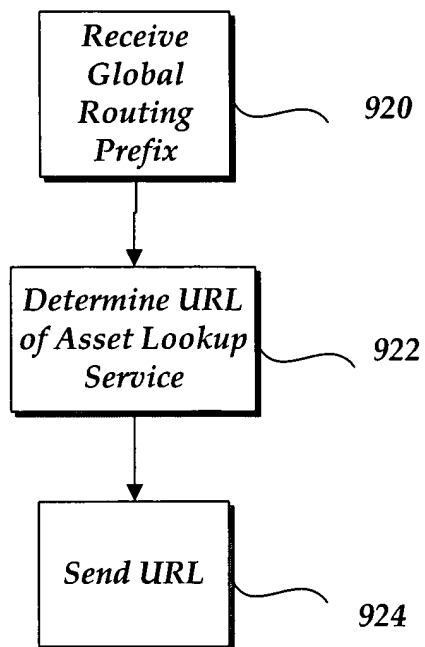 Receive
Global
Routing
Prefix
920
Determine URL
of Asset Lookup
Service
922
Send URL
924